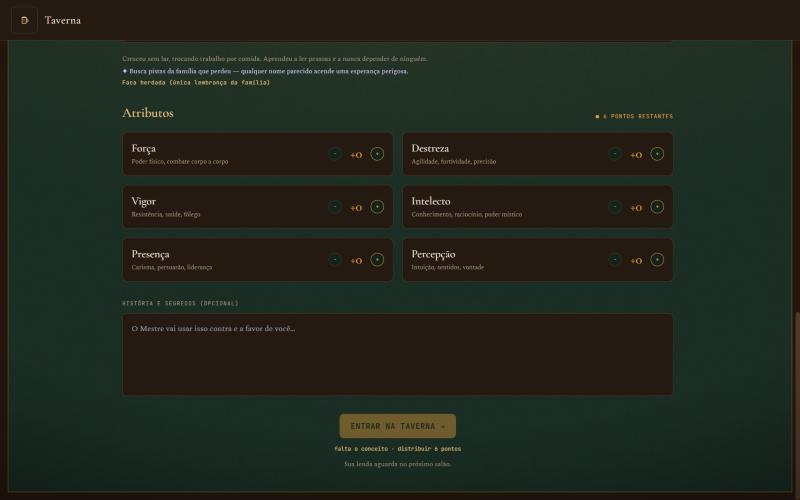 Taverna
Cresceu sem lar, trocando trabalho por comida. Aprendeu a ler pessoas e a nunca depender de ninguém.
✦ Busca pistas da família que perdeu — qualquer nome parecido acende uma esperança perigosa.
Faca herdada (única lembrança da família)
Atributos
● 6 PONTOS RESTANTES
Força
Poder físico, combate corpo a corpo
- +0 +
Destreza
Agilidade, furtividade, precisão
- +0 +
Vigor
Resistência, saúde, fôlego
- +0 +
Intelecto
Conhecimento, raciocínio, poder místico
- +0 +
Presença
Carisma, persuasão, liderança
- +0 +
Percepção
Intuição, sentidos, vontade
- +0 +
HISTÓRIA E SEGREDOS (OPCIONAL)
O Mestre vai usar isso contra e a favor de você…
ENTRAR NA TAVERNA →
falta o conceito · distribuir 6 pontos
Sua lenda aguarda no próximo salão.